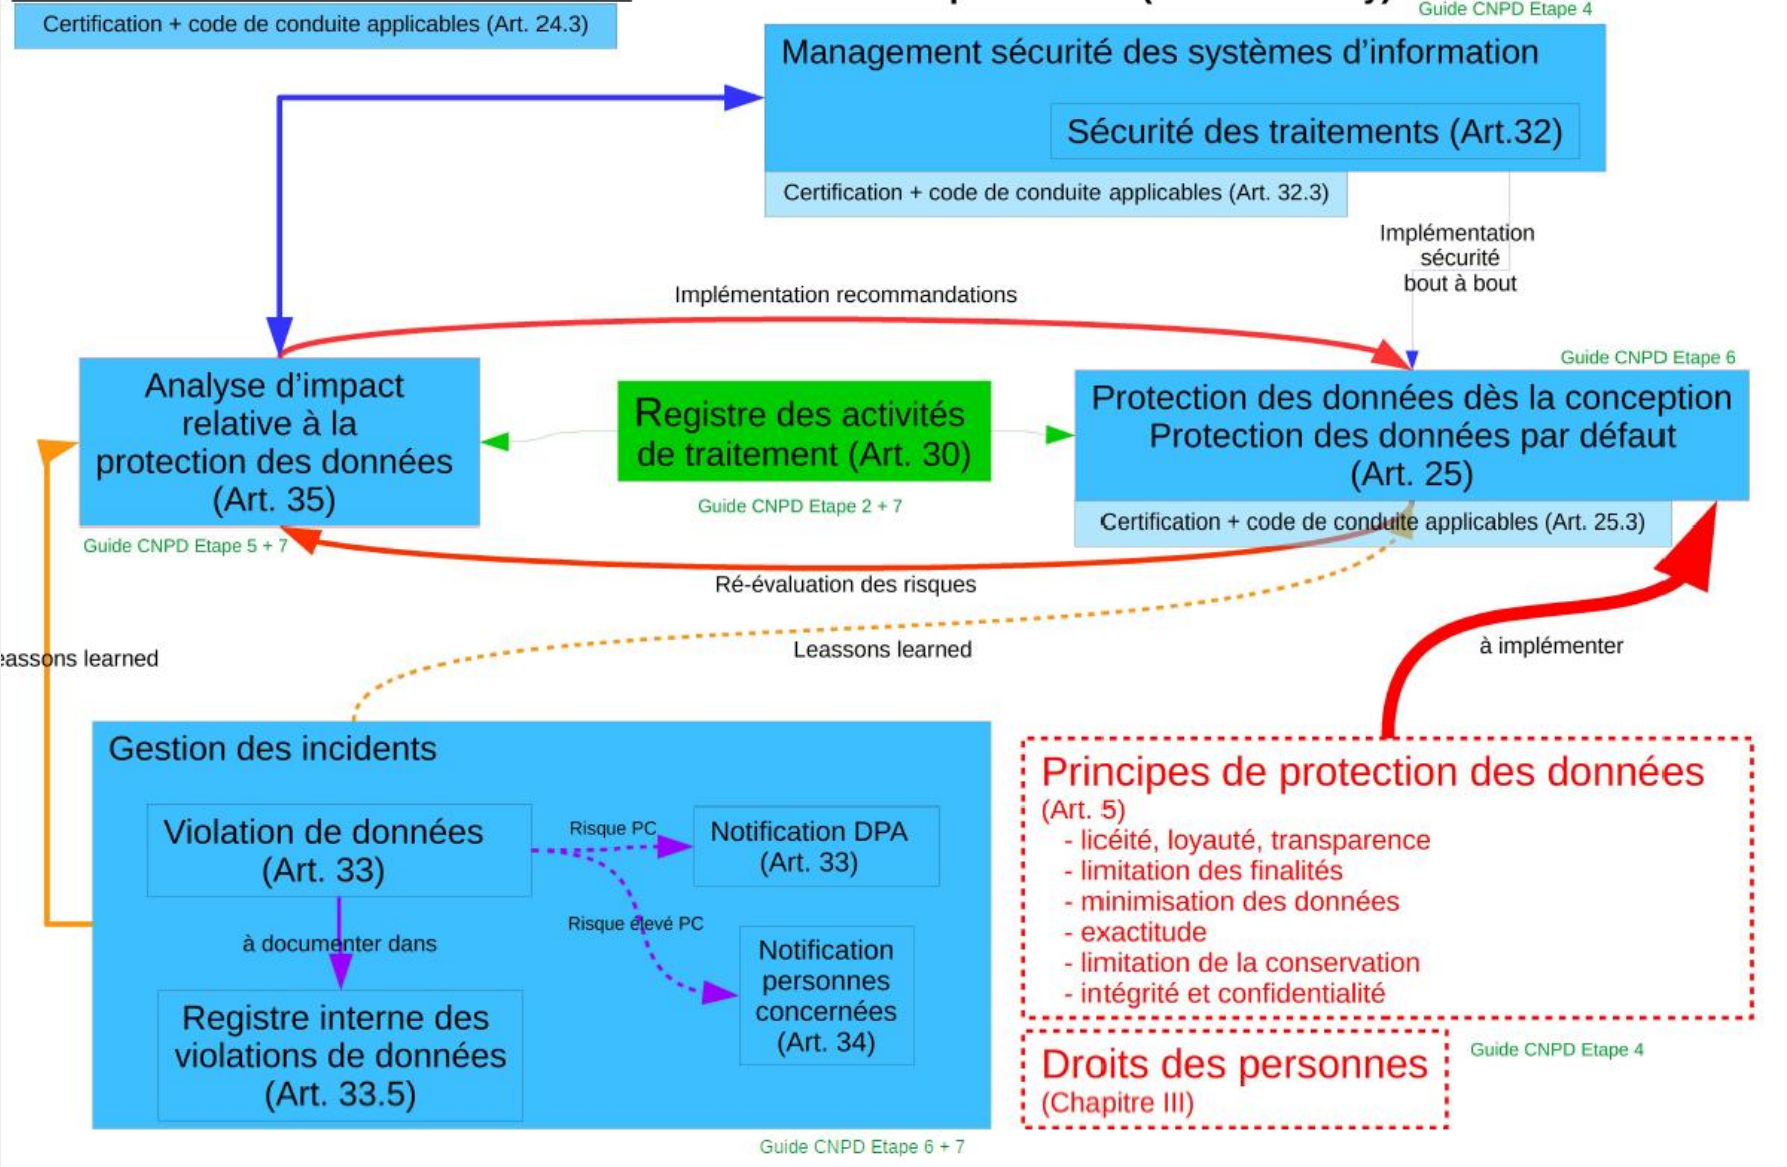 Guide CNPD Etape 4
Certification + code de conduite applicables (Art. 24.3)
Management sécurité des systèmes d’information
Sécurité des traitements (Art.32)
Certification + code de conduite applicables (Art. 32.3)
Implémentation
sécurité
bout à bout
Implémentation recommandations
Guide CNPD Etape 6
Analyse d’impact
relative à la
protection des données
(Art. 35)
Guide CNPD Etape 5 + 7
Registre des activités
de traitement (Art. 30)
Guide CNPD Etape 2 + 7
Protection des données dès la conception
Protection des données par défaut
(Art. 25)
Certification + code de conduite applicables (Art. 25.3)
Ré-évaluation des risques
Leassons learned
eassons learned
à implémenter
Gestion des incidents
Violation de données
(Art. 33)
Risque PC
Notification DPA
(Art. 33)
Risque élevé PC
à documenter dans
Notification
personnes
concernées
(Art. 34)
Registre interne des
violations de données
(Art. 33.5)
Guide CNPD Etape 6 + 7
Principes de protection des données
(Art. 5)
- licéité, loyauté, transparence
- limitation des finalités
- minimisation des données
- exactitude
- limitation de la conservation
- intégrité et confidentialité
Droits des personnes
(Chapitre III)
Guide CNPD Etape 4